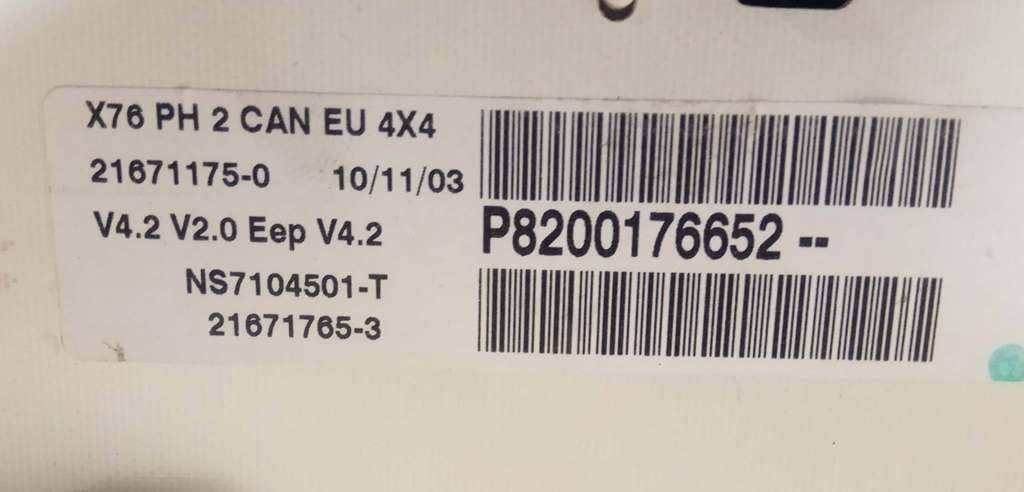 X76 PH 2 CAN EU 4X4
21671175-0 10/11/03
V4.2 V2.0 Eep V4.2
NS7104501-T
21671765-3
P8200176652 --